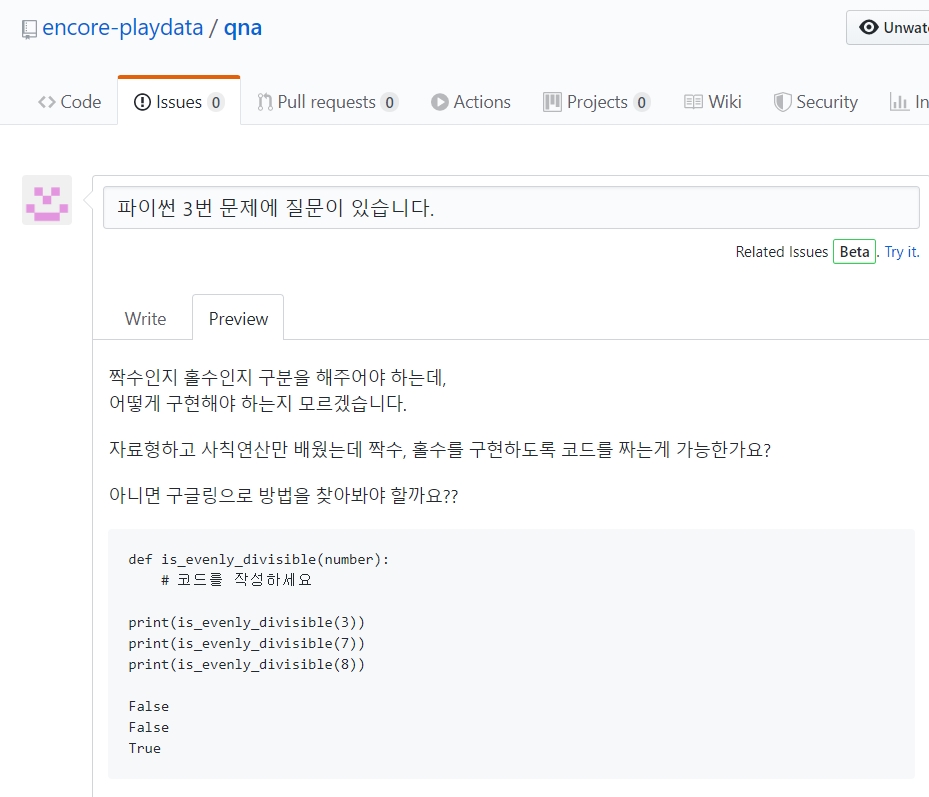 encore-playdata / qna
Unwat
Code
Issues 0
Pull requests 0
Actions
Projects 0
Wiki
Security
In
파이썬 3번 문제에 질문이 있습니다.
Related Issues Beta. Try it.
Write
Preview
짝수인지 홀수인지 구분을 해주어야 하는데,
어떻게 구현해야 하는지 모르겠습니다.
자료형하고 사칙연산만 배웠는데 짝수, 홀수를 구현하도록 코드를 짜는게 가능한가요?
아니면 구글링으로 방법을 찾아봐야 할까요??
def is_evenly_divisible(number):
    # 코드를 작성하세요
print(is_evenly_divisible(3))
print(is_evenly_divisible(7))
print(is_evenly_divisible(8))
False
False
True